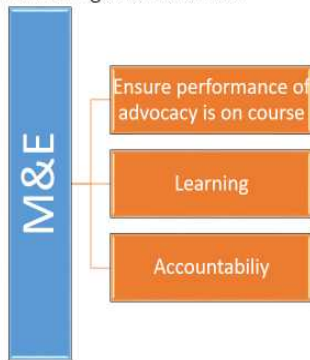 M&E
Ensure performance of
advocacy is on course
Learning
Accountabiliy